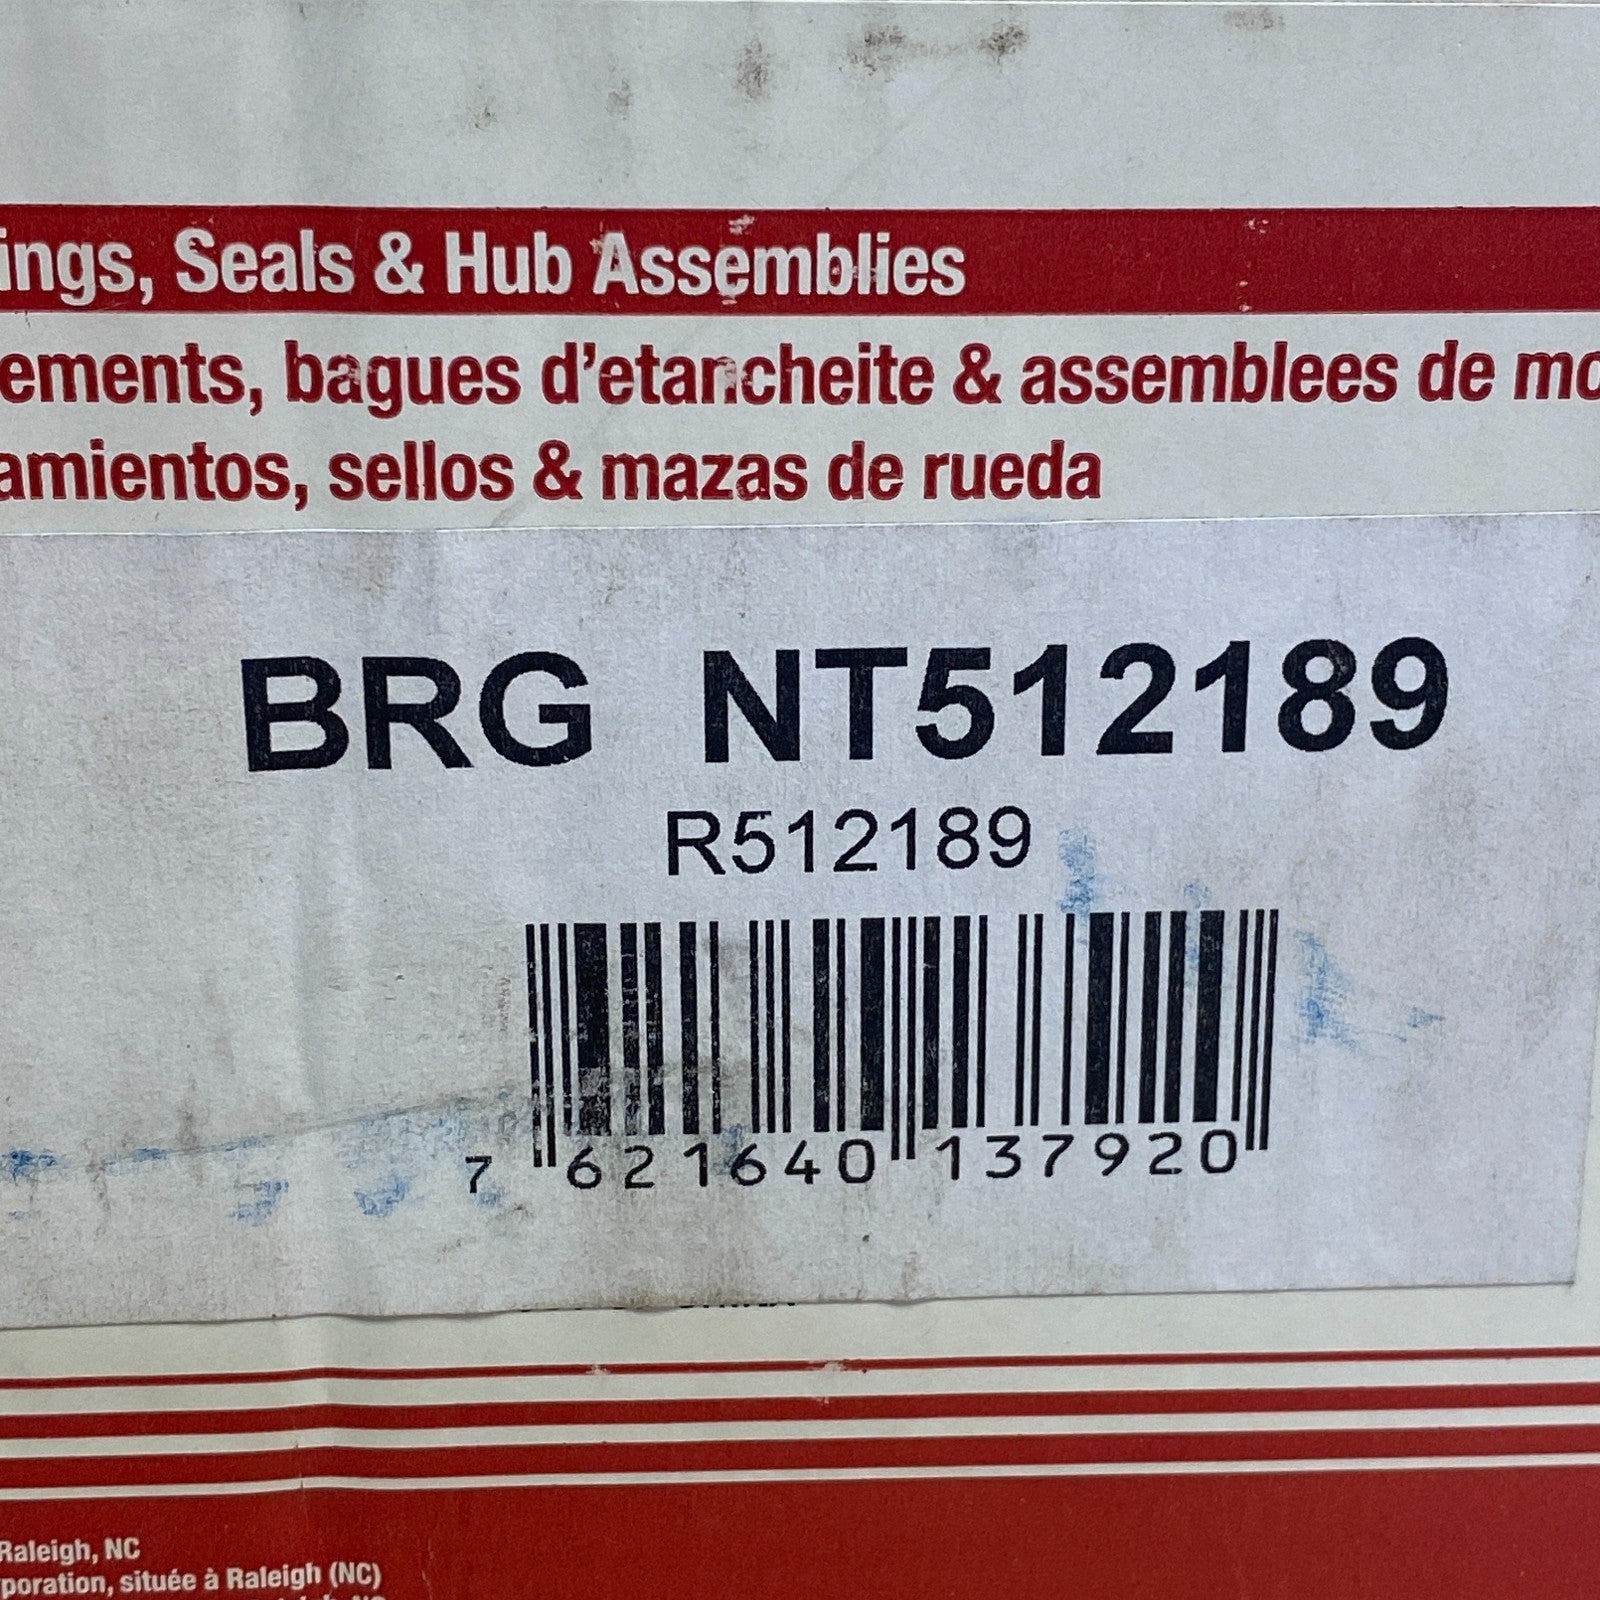 ings, Seals & Hub Assemblies
ements, bagues d'etancheite & assemblees de mo
amientos, sellos & mazas de rueda
BRG NT512189
R512189
7 621640 137920
Raleigh, NC
poration, située à Raleigh (NC)